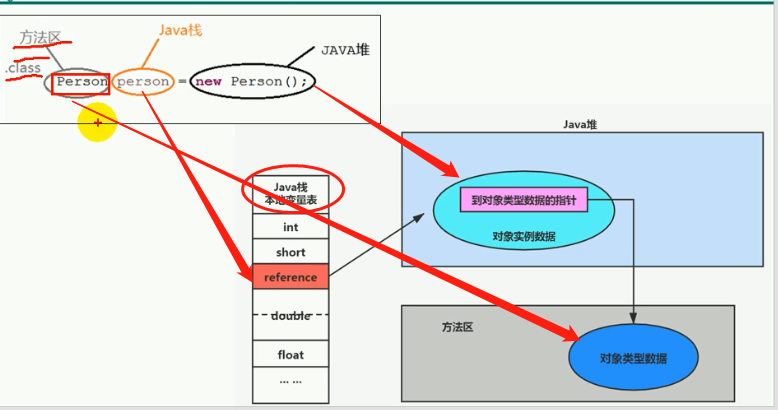 方法区
Java栈
JAVA堆
.class
Person person = new Person();
Java堆
Java栈
本地变量表
int
short
reference
double
float
... ...
到对象类型数据的指针
对象实例数据
方法区
对象类型数据